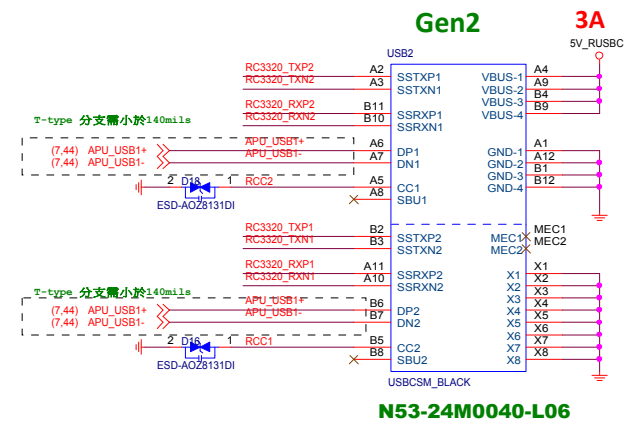 Gen2
3A
5V_RUSBC
USB2
RC3320_TXP2 A2 SSTXP1 VBUS-1 A4
RC3320_TXN2 A3 SSTXN1 VBUS-2 A9
VBUS-3 B4
RC3320_RXP2 B11 SSRXP1 VBUS-4 B9
RC3320_RXN2 B10 SSRXN1
T-type 分支需小於140mils
(7,44) APU_USB1+ APU_USB1+ A6 DP1 GND-1 A1
(7,44) APU_USB1- APU_USB1- A7 DN1 GND-2 A12
GND-3 B1
2 D18 1 RCC2 A5 CC1 GND-4 B12
A8 SBU1
ESD-AOZ8131DI
RC3320_TXP1 B2 SSTXP2 MEC1 MEC1
RC3320_TXN1 B3 SSTXN2 MEC2 MEC2
RC3320_RXP1 A11 SSRXP2 X1 X1
RC3320_RXN1 A10 SSRXN2 X2 X2
T-type 分支需小於140mils
X3 X3
(7,44) APU_USB1+ APU_USB1+ B6 DP2 X4 X4
(7,44) APU_USB1- APU_USB1- B7 DN2 X5 X5
X6 X6
2 D16 1 RCC1 B5 CC2 X7 X7
B8 SBU2 X8 X8
ESD-AOZ8131DI
USBCSM_BLACK
N53-24M0040-L06